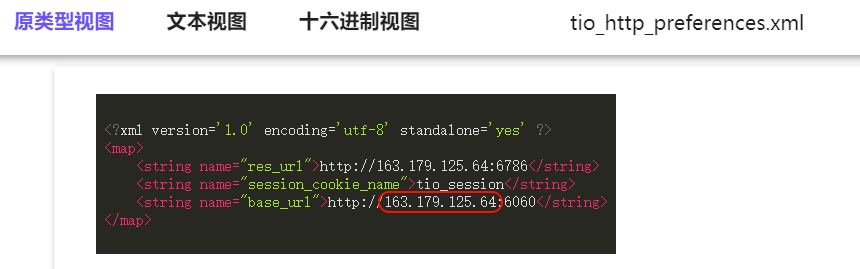 原类型视图 文本视图 十六进制视图 tio_http_preferences.xml
<?xml version='1.0' encoding='utf-8' standalone='yes' ?>
<map>
    <string name="res_url">http://163.179.125.64:6786</string>
    <string name="session_cookie_name">tio_session</string>
    <string name="base_url">http://163.179.125.64:6060</string>
</map>